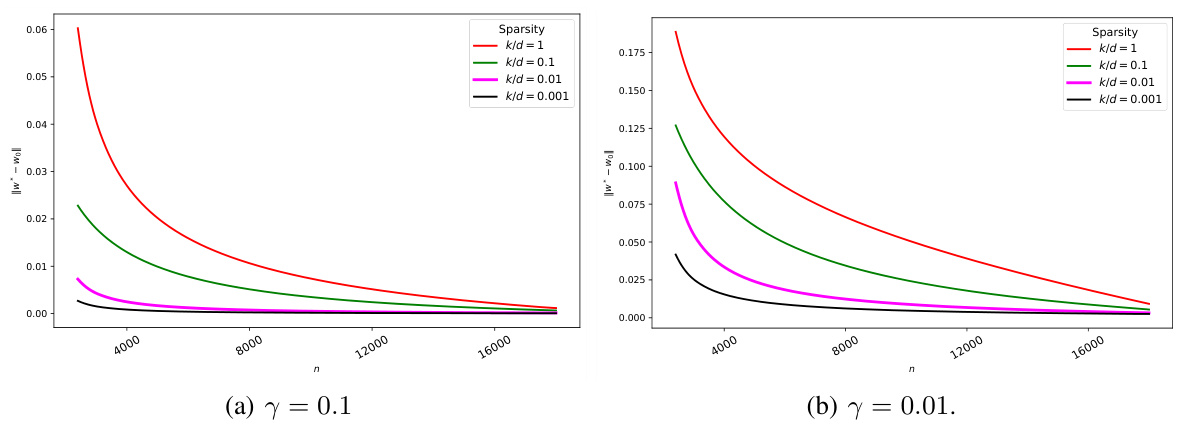 0.06
0.05
0.04
0.03
0.02
0.01
0.00
‖w* − w₀‖
4000
8000
12000
16000
n
Sparsity
k/d = 1
k/d = 0.1
k/d = 0.01
k/d = 0.001
(a) γ = 0.1
0.175
0.150
0.125
0.100
0.075
0.050
0.025
0.000
‖w* − w₀‖
4000
8000
12000
16000
n
Sparsity
k/d = 1
k/d = 0.1
k/d = 0.01
k/d = 0.001
(b) γ = 0.01.